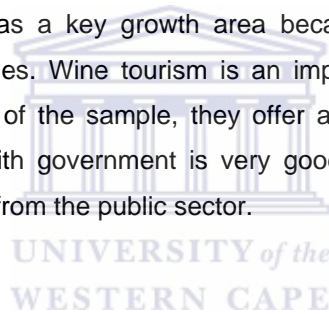 as a key growth area beca
es. Wine tourism is an imp
of the sample, they offer a
ith government is very goo
from the public sector.
UNIVERSITY of the
WESTERN CAPE